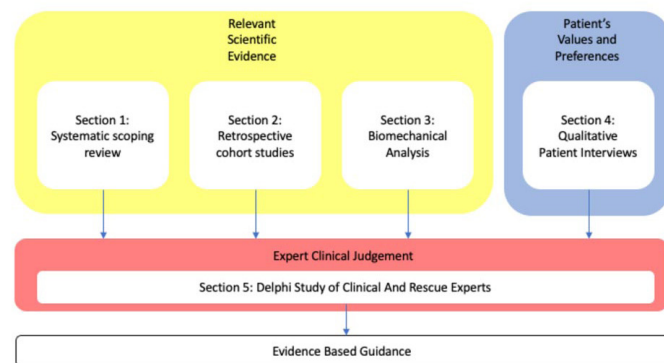 Relevant
Scientific
Evidence
Patient's
Values and
Preferences
Section 1:
Systematic scoping
review
Section 2:
Retrospective
cohort studies
Section 3:
Biomechanical
Analysis
Section 4:
Qualitative
Patient Interviews
Expert Clinical Judgement
Section 5: Delphi Study of Clinical And Rescue Experts
Evidence Based Guidance